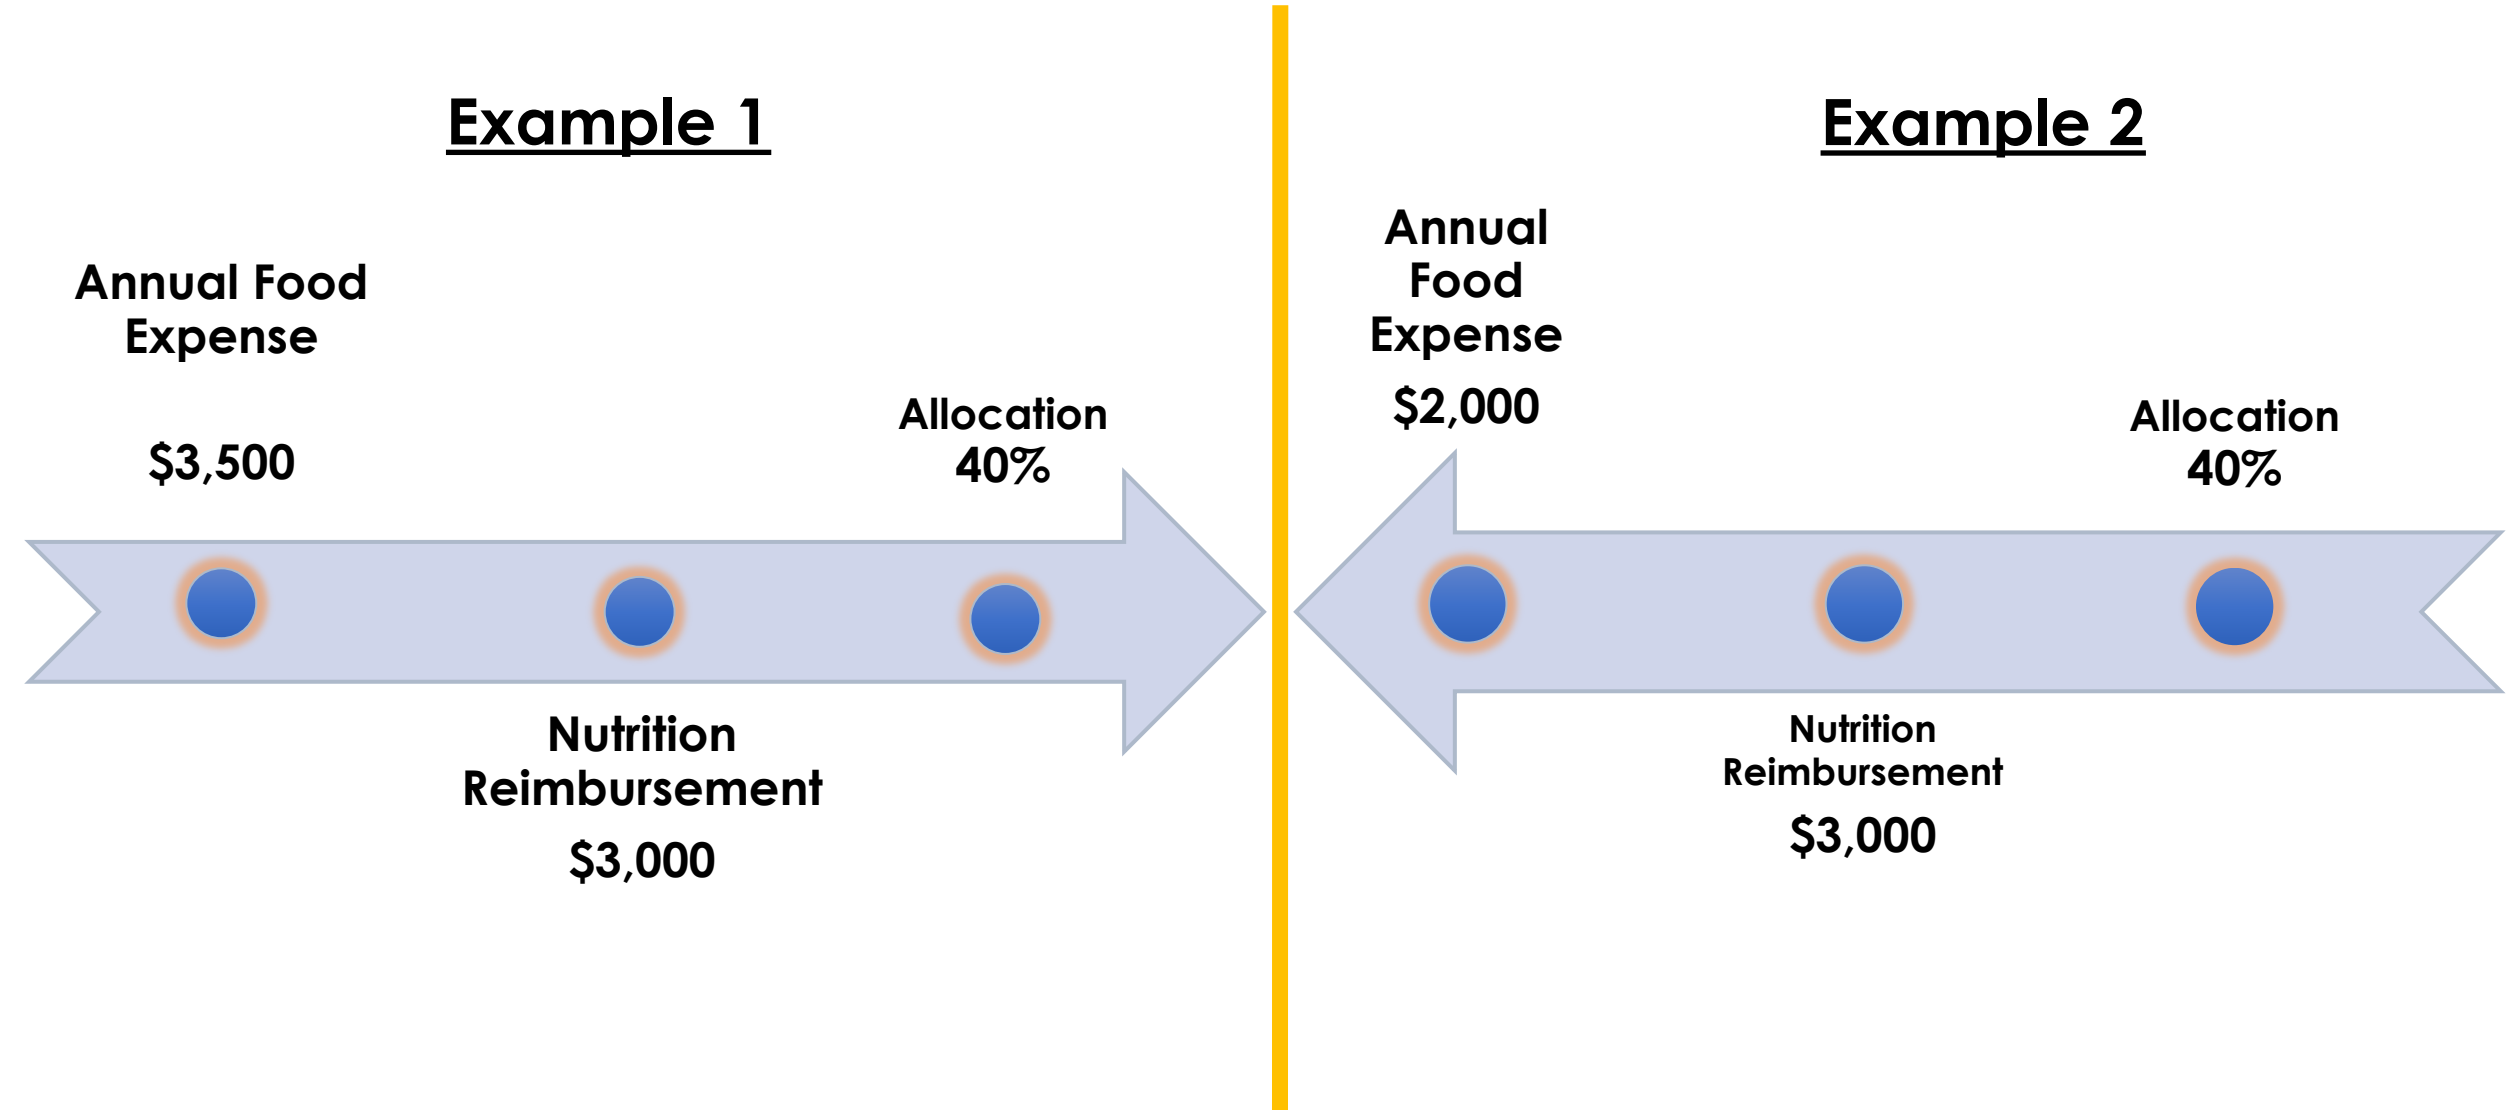 Example 1
Annual Food
Expense
$3,500
Allocation
40%
Nutrition
Reimbursement
$3,000
Example 2
Annual
Food
Expense
$2,000
Allocation
40%
Nutrition
Reimbursement
$3,000